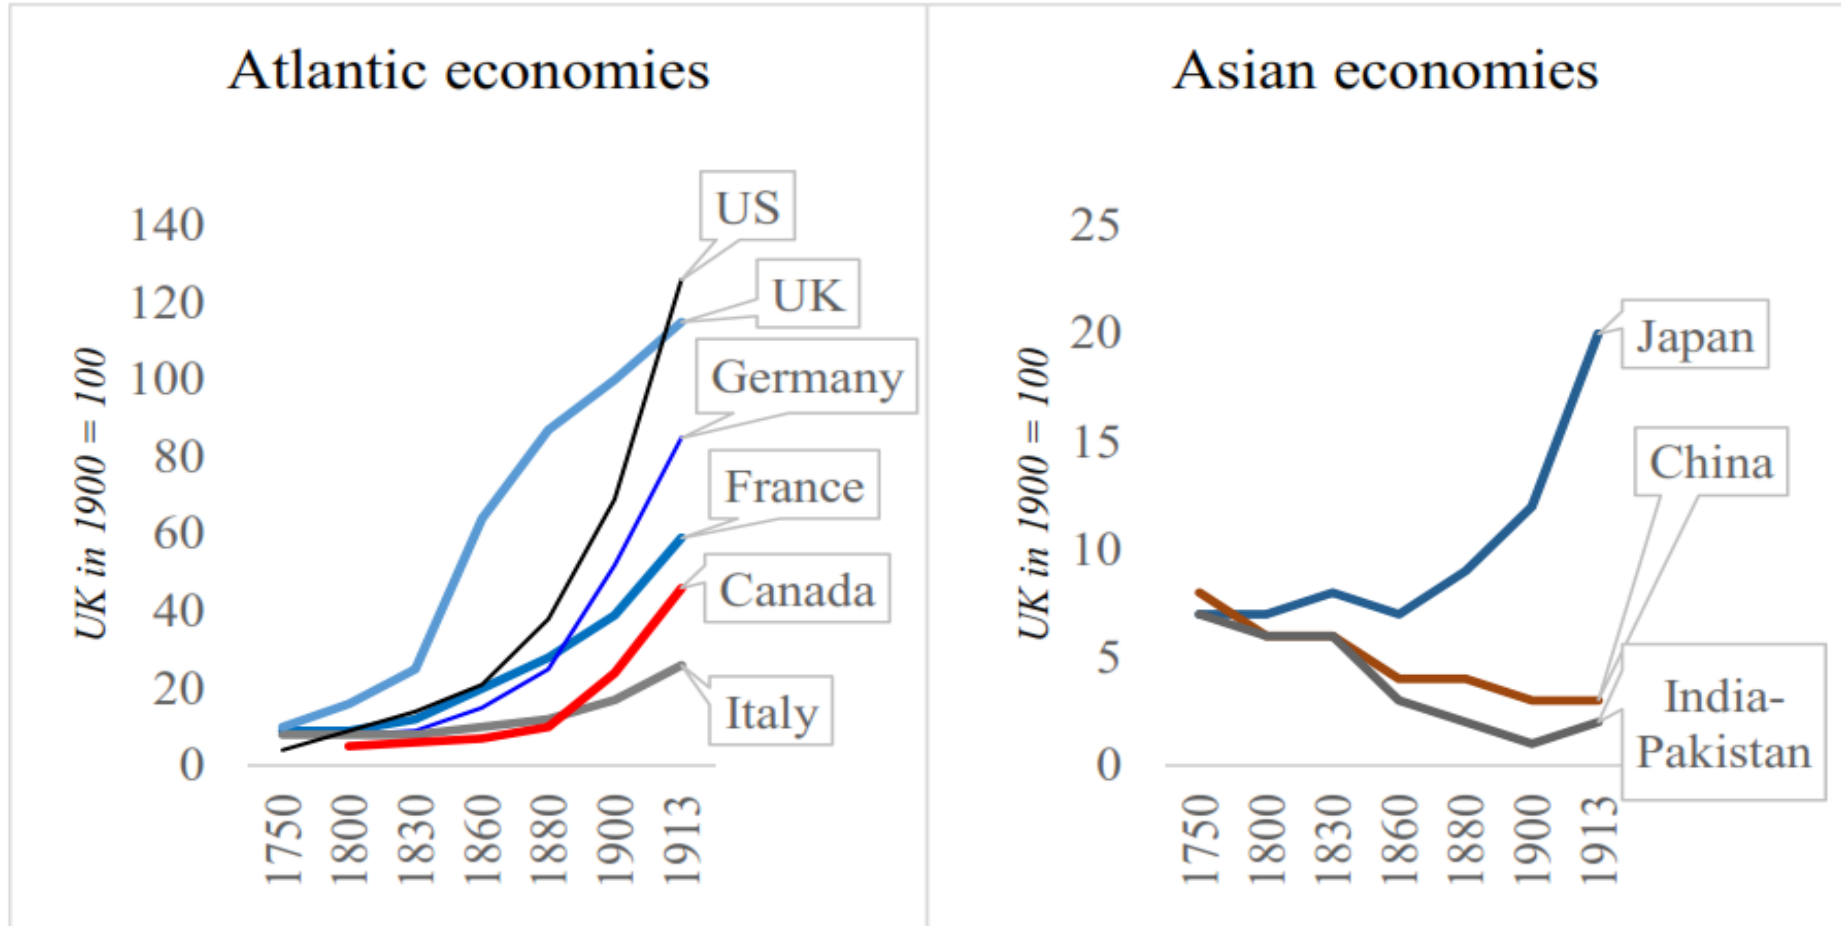 Atlantic economies
UK in 1900 = 100
140
120
100
80
60
40
20
0
US
UK
Germany
France
Canada
Italy
1750
1800
1830
1860
1880
1900
1913
Asian economies
UK in 1900 = 100
25
20
15
10
5
0
Japan
China
India-
Pakistan
1750
1800
1830
1860
1880
1900
1913